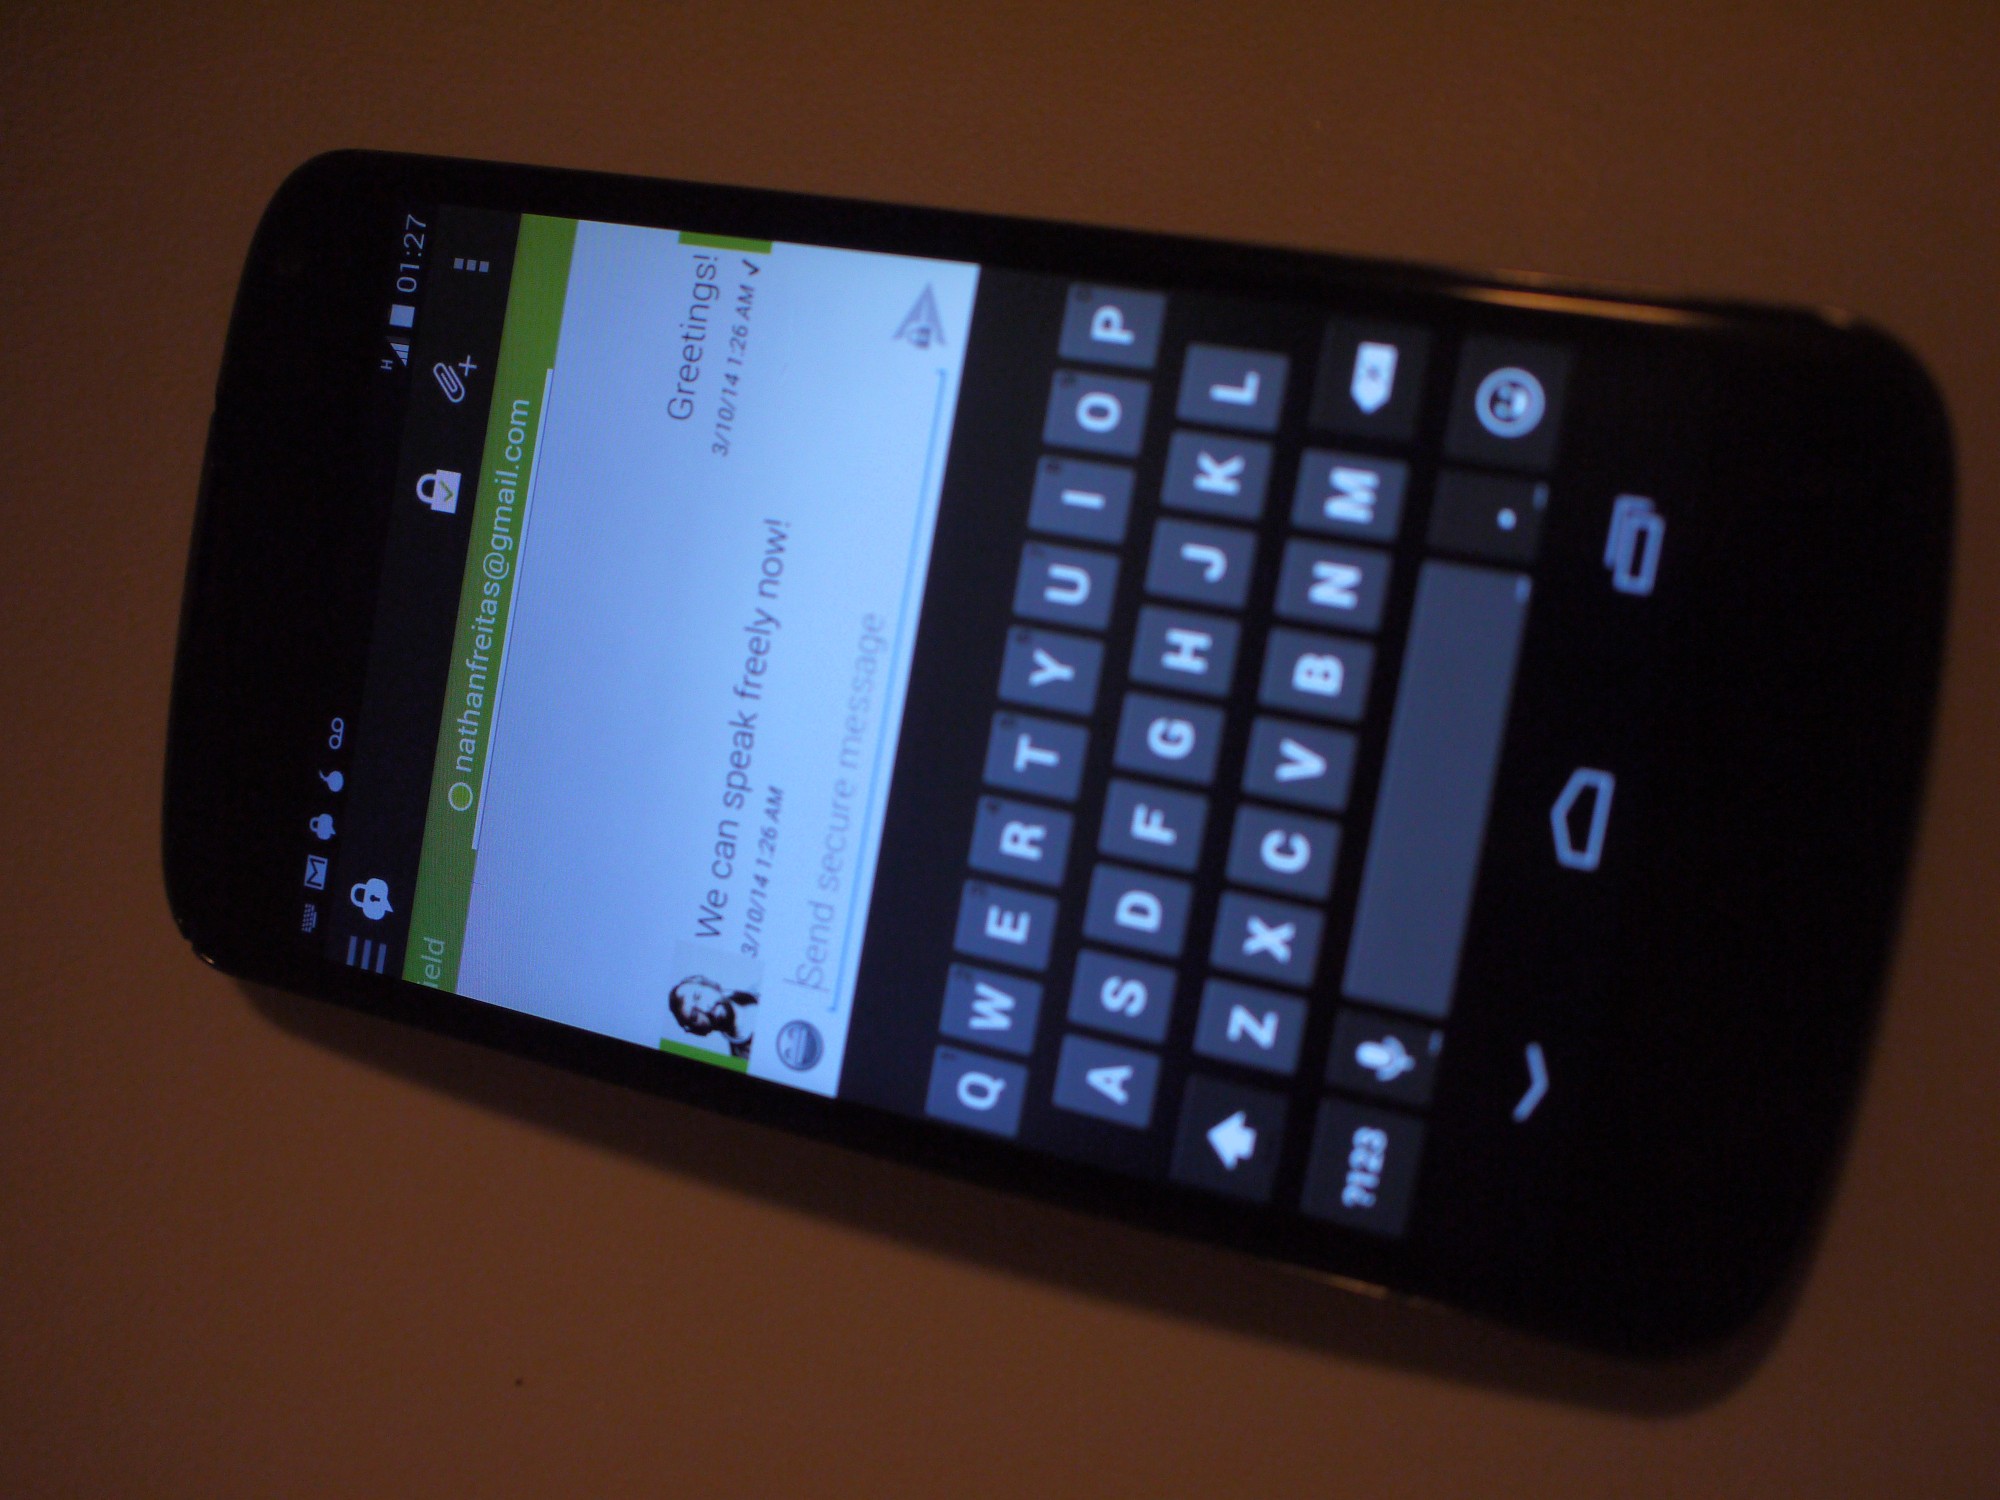 H 01:27
ield nathanfreitas@gmail.com
Greetings!
3/10/14 1:26 AM ✓
We can speak freely now!
3/10/14 1:26 AM
Send secure message
Q W E R T Y U I O P
A S D F G H J K L
Z X C V B N M
?123 .